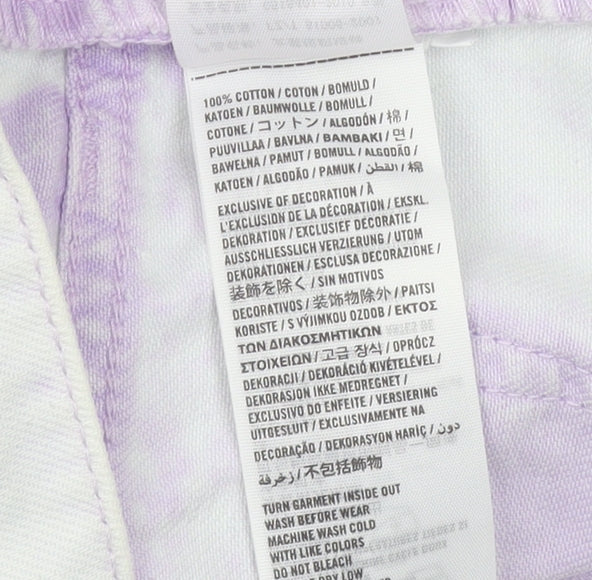 100% COTTON / COTON / BOMULD /
KATOEN / BAUMWOLLE / BOMULL /
COTONE / コットン / ALGODÓN / 棉 /
PUUVILLAA / BAVLNA / ΒΑΜΒΑΚΙ / 면 /
BAWEŁNA / PAMUT / BOMULL / ALGODÃO /
KATOEN / ALGODÃO / PAMUK / القطن / 棉
EXCLUSIVE OF DECORATION / À
L'EXCLUSION DE LA DÉCORATION / EKSKL.
DEKORATION / EXCLUSIEF DECORATIE /
AUSSCHLIESSLICH VERZIERUNG / UTOM
DEKORATIONEN / ESCLUSA DECORAZIONE /
装飾を除く / SIN MOTIVOS
DECORATIVOS / 装饰物除外 / PAITSI
KORISTE / S VÝJIMKOU OZDOB / ΕΚΤΟΣ
ΤΩΝ ΔΙΑΚΟΣΜΗΤΙΚΩΝ
ΣΤΟΙΧΕΙΩΝ / 고급 장식 / OPRÓCZ
DEKORACJI / DEKORÁCIÓ KIVÉTELÉVEL /
DEKORASJON IKKE MEDREGNET /
EXCLUSIVO DO ENFEITE / VERSIERING
UITGESLUIT / EXCLUSIVAMENTE NA
DECORAÇÃO / DEKORASYON HARİÇ / دون
زخرفة / 不包括飾物
TURN GARMENT INSIDE OUT
WASH BEFORE WEAR
MACHINE WASH COLD
WITH LIKE COLORS
DO NOT BLEACH
DRY LOW